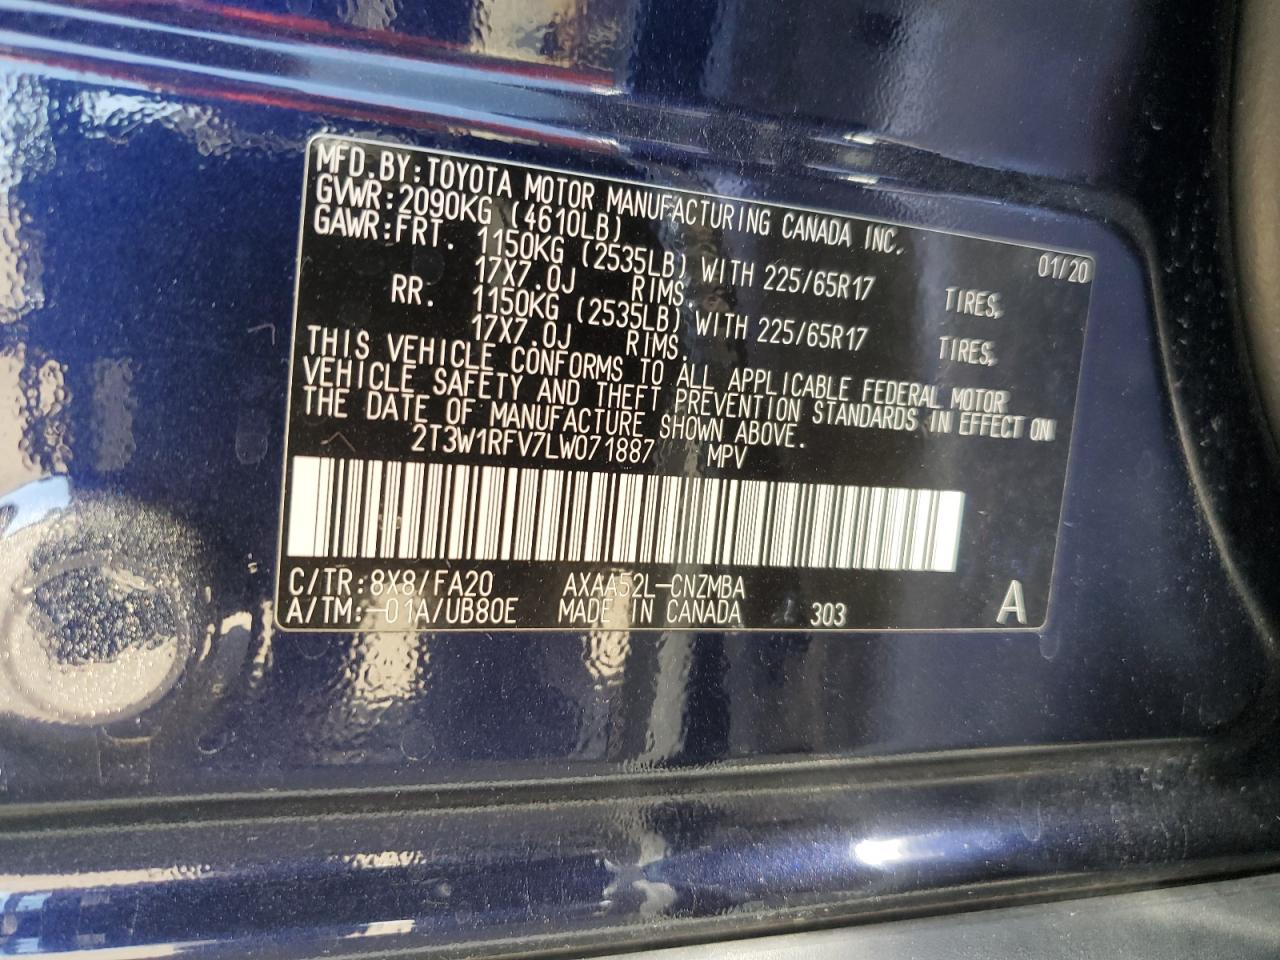 MFD.BY:TOYOTA MOTOR MANUFACTURING CANADA INC.
GVWR:2090KG (4610LB) 01/20
GAWR:FRT. 1150KG (2535LB) WITH 225/65R17 TIRES,
17X7.0J RIMS.
RR. 1150KG (2535LB) WITH 225/65R17 TIRES,
17X7.0J RIMS.
THIS VEHICLE CONFORMS TO ALL APPLICABLE FEDERAL MOTOR
VEHICLE SAFETY AND THEFT PREVENTION STANDARDS IN EFFECT ON
THE DATE OF MANUFACTURE SHOWN ABOVE.
2T3W1RFV7LW071887 MPV
C/TR:8X8/FA20 AXAA52L-CNZMBA
A/TM:-01A/UB80E MADE IN CANADA 303 A